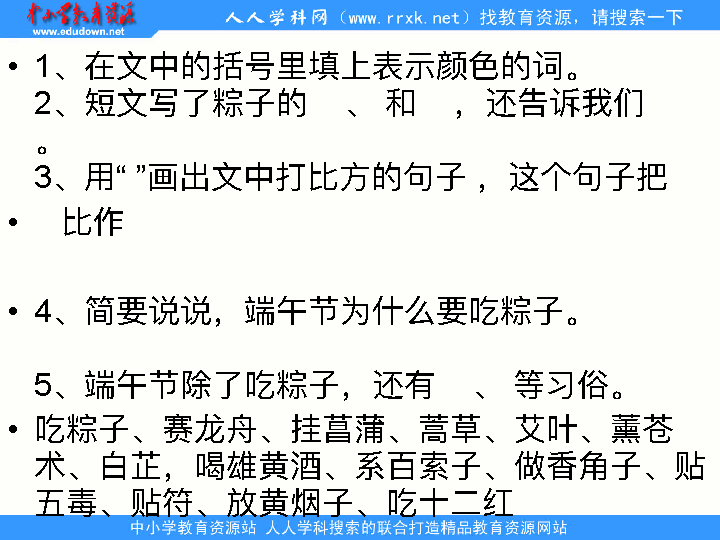 中小学教育资源
www.edudown.net
人人学科网（www.rrxk.net）找教育资源，请搜索一下
• 1、在文中的括号里填上表示颜色的词。
2、短文写了粽子的 、 和 ，还告诉我们
。
3、用“ ”画出文中打比方的句子 ，这个句子把
• 比作
• 4、简要说说，端午节为什么要吃粽子。
5、端午节除了吃粽子，还有 、 等习俗。
• 吃粽子、赛龙舟、挂菖蒲、蒿草、艾叶、薰苍
术、白芷，喝雄黄酒、系百索子、做香角子、贴
五毒、贴符、放黄烟子、吃十二红
中小学教育资源站 人人学科搜索的联合打造精品教育资源网站